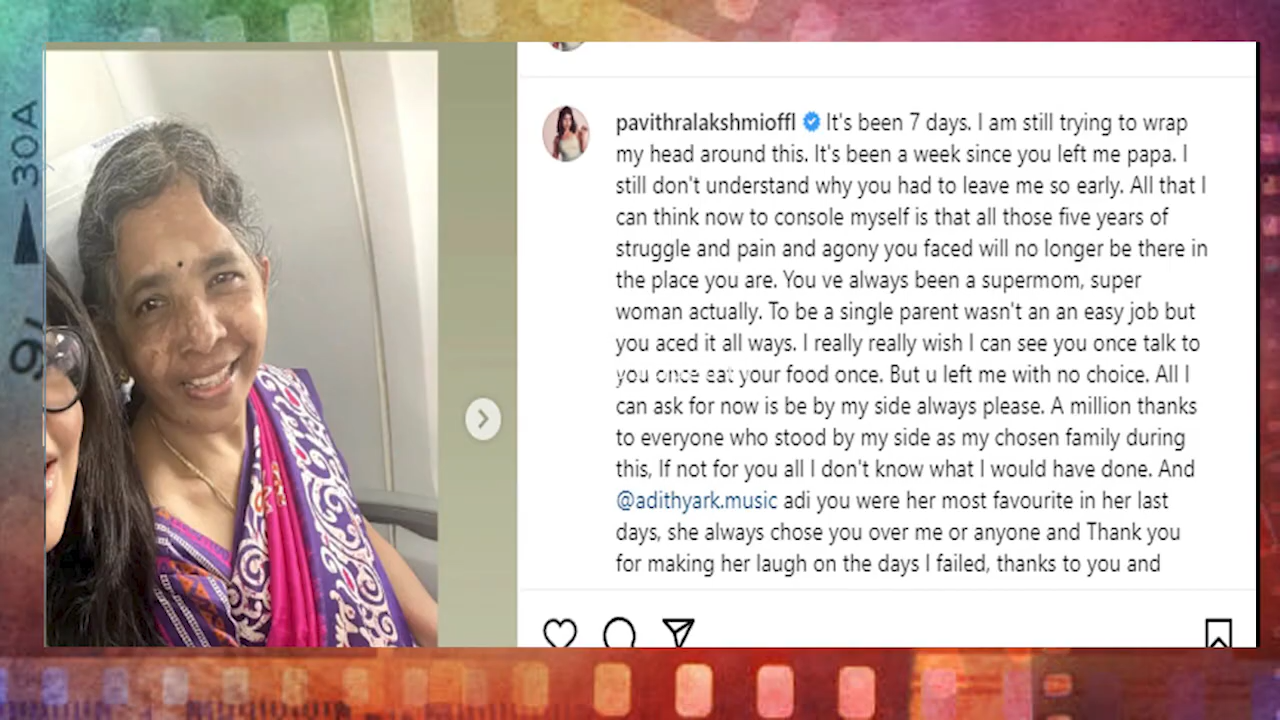 30A
pavithralakshmioffl It's been 7 days. I am still trying to wrap
my head around this. It's been a week since you left me papa. I
still don't understand why you had to leave me so early. All that I
can think now to console myself is that all those five years of
struggle and pain and agony you faced will no longer be there in
the place you are. You ve always been a supermom, super
woman actually. To be a single parent wasn't an an easy job but
you aced it all ways. I really really wish I can see you once talk to
you once eat your food once. But u left me with no choice. All I
can ask for now is be by my side always please. A million thanks
to everyone who stood by my side as my chosen family during
this, If not for you all I don't know what I would have done. And
@adithyark.music adi you were her most favourite in her last
days, she always chose you over me or anyone and Thank you
for making her laugh on the days I failed, thanks to you and